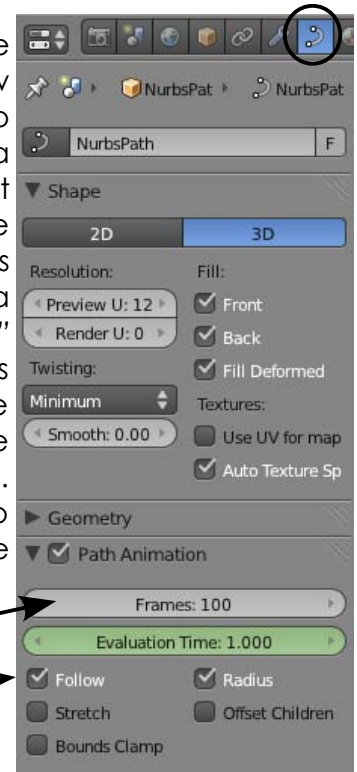 e
v
NurbsPat NurbsPat
o
NurbsPath F
a
t
Shape
e
2D 3D
s
Resolution: Fill:
a
Preview U: 12 Front
”
Render U: 0 Back
s
Twisting: Fill Deformed
e
Minimum Textures:
e
Smooth: 0.00 Use UV for map
.
Auto Texture Sp
o
Geometry
e
Path Animation
Frames: 100
Evaluation Time: 1.000
Follow Radius
Stretch Offset Children
Bounds Clamp